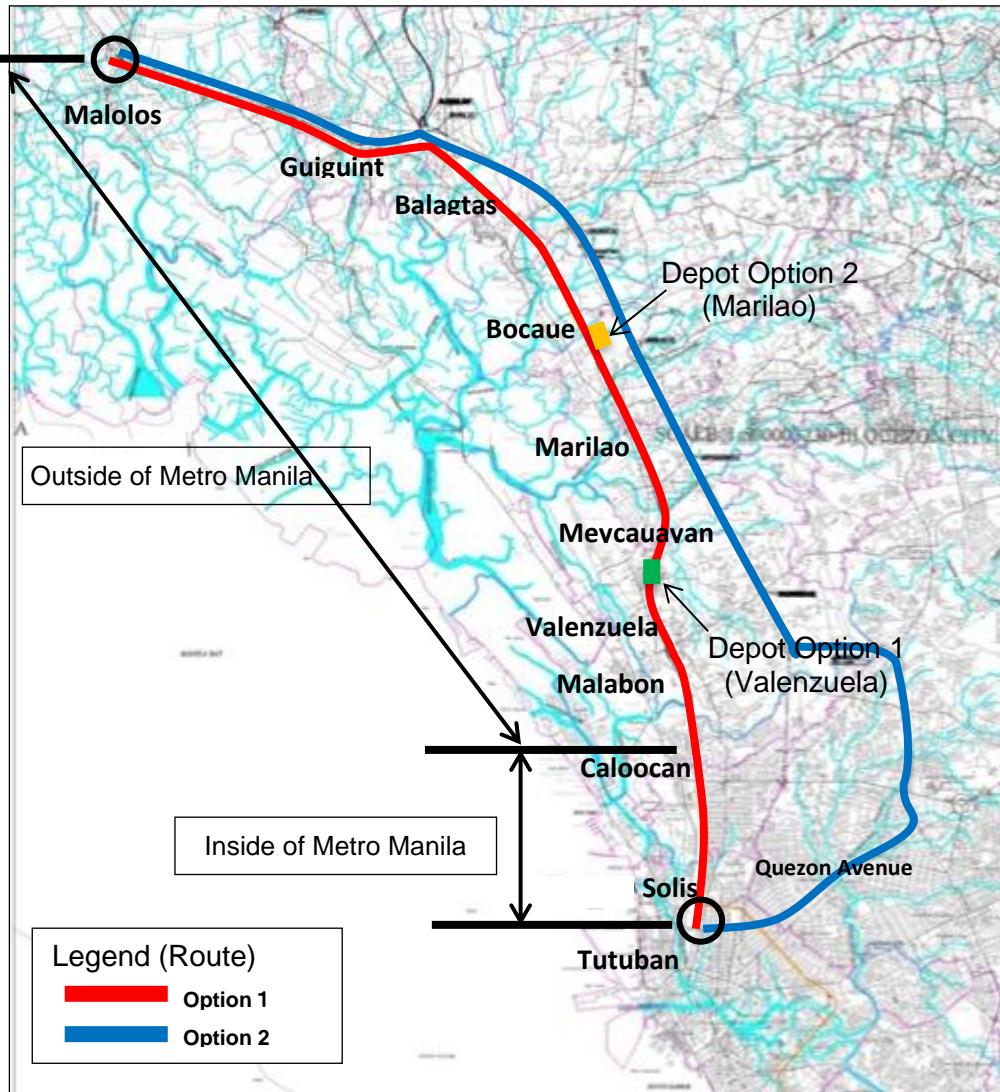 Malolos
Guiguint
Balagtas
Depot Option 2
(Marilao)
Bocaue
Marilao
Outside of Metro Manila
Meycauayan
Valenzuela
Depot Option 1
(Valenzuela)
Malabon
Caloocan
Inside of Metro Manila
Quezon Avenue
Solis
Tutuban
Legend (Route)
Option 1
Option 2